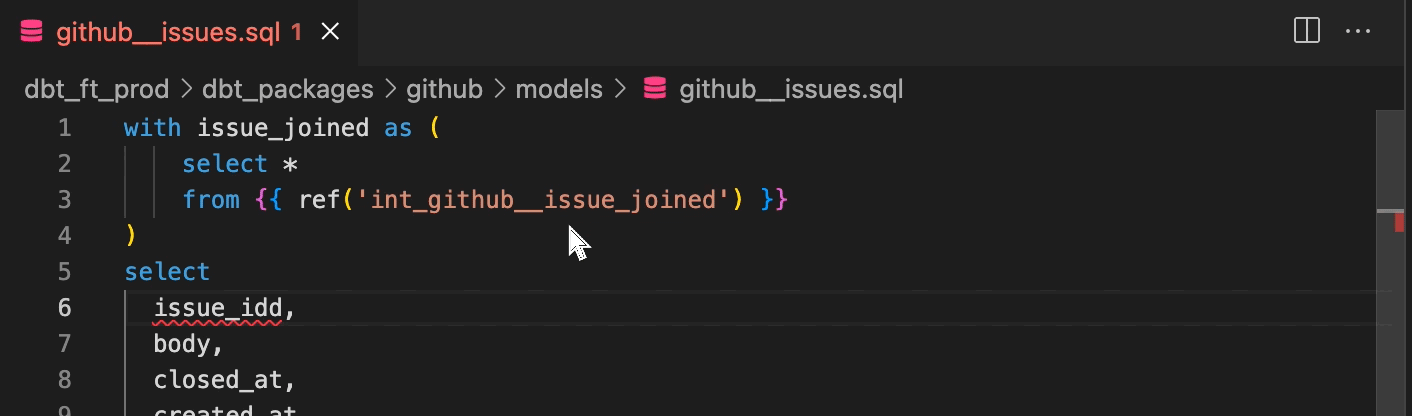 github__issues.sql 1
dbt_ft_prod > dbt_packages > github > models > github__issues.sql
1 with issue_joined as (
2 select *
3 from {{ ref('int_github__issue_joined') }}
4 )
5 select
6 issue_idd,
7 body,
8 closed_at,
9 created_at